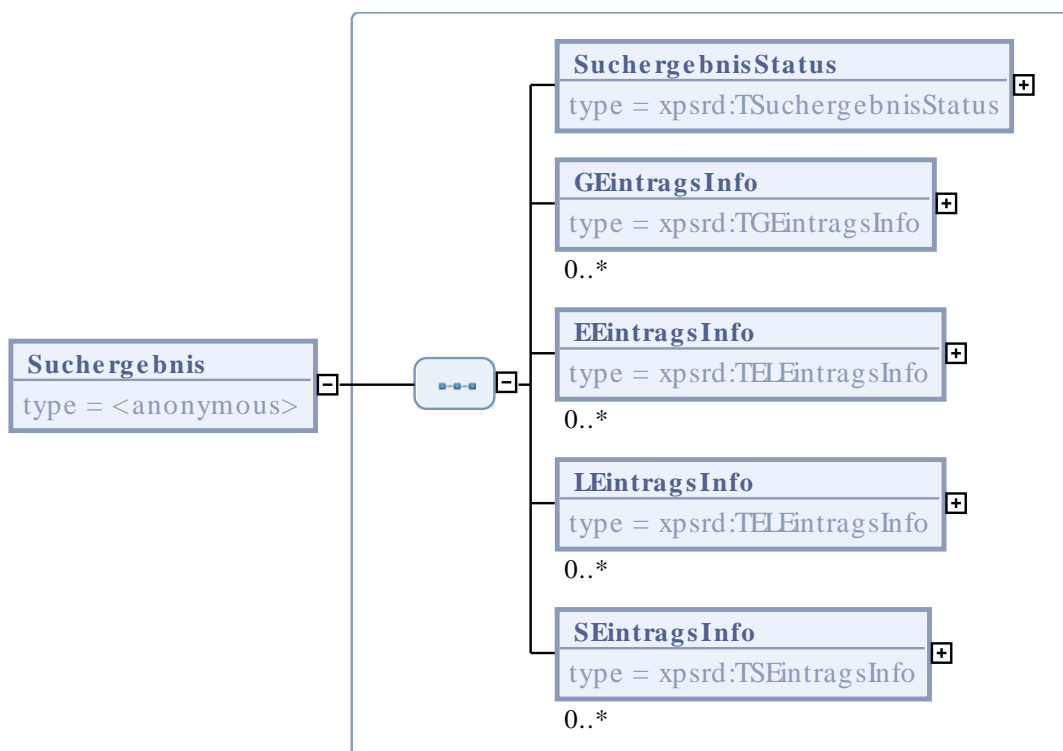 SuchergebnisStatus
type = xpsrd:TSuchergebnisStatus
GEintragsInfo
type = xpsrd:TGEintragsInfo
0..*
EEintragsInfo
type = xpsrd:TELEintragsInfo
0..*
Suchergebnis
type = <anonymous>
LEintragsInfo
type = xpsrd:TELEintragsInfo
0..*
SEintragsInfo
type = xpsrd:TSEintragsInfo
0..*